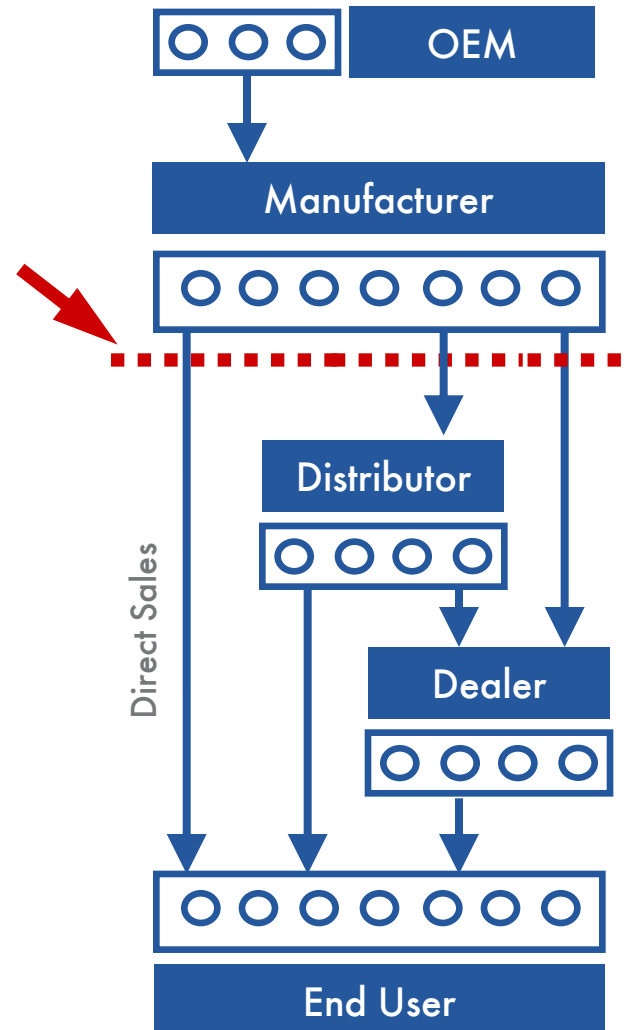 OEM
Manufacturer
Distributor
Direct Sales
Dealer
End User